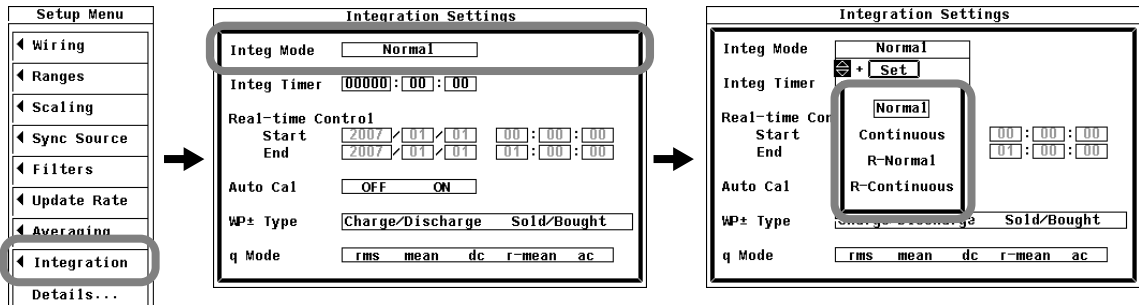 Setup Menu
Wiring
Ranges
Scaling
Sync Source
Filters
Update Rate
Averaging
Integration
Details...
Integration Settings
Integ Mode Normal
Integ Timer 00000 : 00 : 00
Real-time Control
Start 2007 / 01 / 01 00 : 00 : 00
End 2007 / 01 / 01 01 : 00 : 00
Auto Cal OFF ON
WP± Type Charge/Discharge Sold/Bought
q Mode rms mean dc r-mean ac
Integration Settings
Integ Mode Normal
+ Set
Integ Timer
Normal
Real-time Cor
Continuous
Start 00 : 00 : 00
End 01 : 00 : 00
R-Normal
Auto Cal
R-Continuous
WP± Type Charge/Discharge Sold/Bought
q Mode rms mean dc r-mean ac